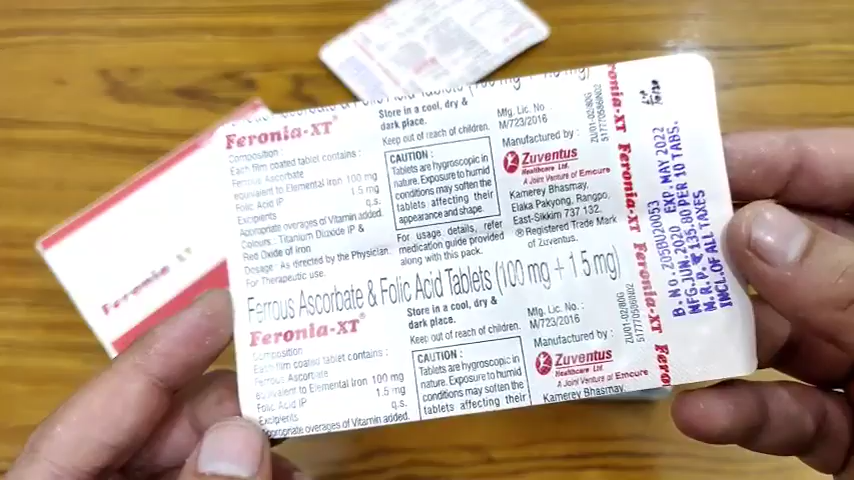 Feronia-XT
Composition :
Each film coated tablet contains :
Ferrous Ascorbate
equivalent to Elemental Iron 100 mg
Folic Acid IP 1.5 mg
Excipients q.s.
Appropriate overages of Vitamin added.
Colours : Titanium Dioxide IP &
Red Oxide of Iron
Dosage : As directed by the Physician.
For Therapeutic use.
Store in a cool, dry &
dark place.
Keep out of reach of children.
CAUTION :
Tablets are hygroscopic in
nature. Exposure to humid
conditions may soften the
tablets affecting their
appearance and shape.
For usage details, refer
medication guide provided
along with this pack.
Mfg. Lic. No :
M/723/2016
Manufactured by :
Zuventus
Healthcare Ltd.
A Joint Venture of Emcure
Kamerey Bhasmay,
Elaka Pakyong, Rangpo,
East-Sikkim 737 132.
® Registered Trade Mark
of Zuventus.
Ferrous Ascorbate & Folic Acid Tablets (100 mg + 1.5 mg)
Feronia-XT
Composition
Each film coated tablet contains :
Ferrous Ascorbate
equivalent to Elemental Iron 100 mg
Folic Acid IP 1.5 mg
Excipients q.s.
Appropriate overages of Vitamin added.
Store in a cool, dry &
dark place.
Keep out of reach of children.
CAUTION :
Tablets are hygroscopic in
nature. Exposure to humid
conditions may soften the
tablets affecting their
Mfg. Lic. No.:
M/723/2016
Manufactured by :
Zuventus
Healthcare Ltd.
A Joint Venture of Emcure
Kamerey Bhasmay,
Feronia-XT Feronia-XT
B. No. Z05BU20053
MFG.JUN.2020 EXP. MAY 2022
M. R. P. ₹ 135.80 PER 10 TABS.
INCL.OF ALL TAXES
Feronia XT